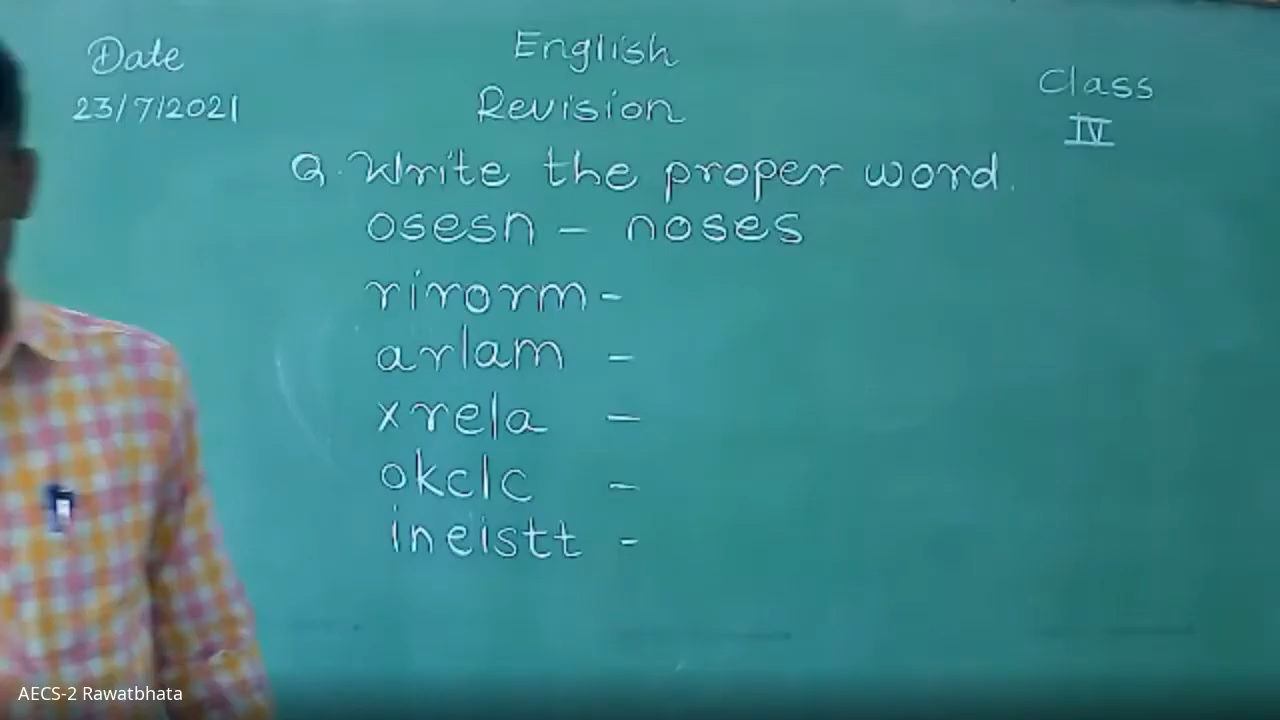 Date
23/7/2021
English
Revision
Class
IV
Q. Write the proper word.
osesn - noses
rirorm -
arlam -
xrela -
okclc -
ineistt -
AECS-2 Rawatbhata